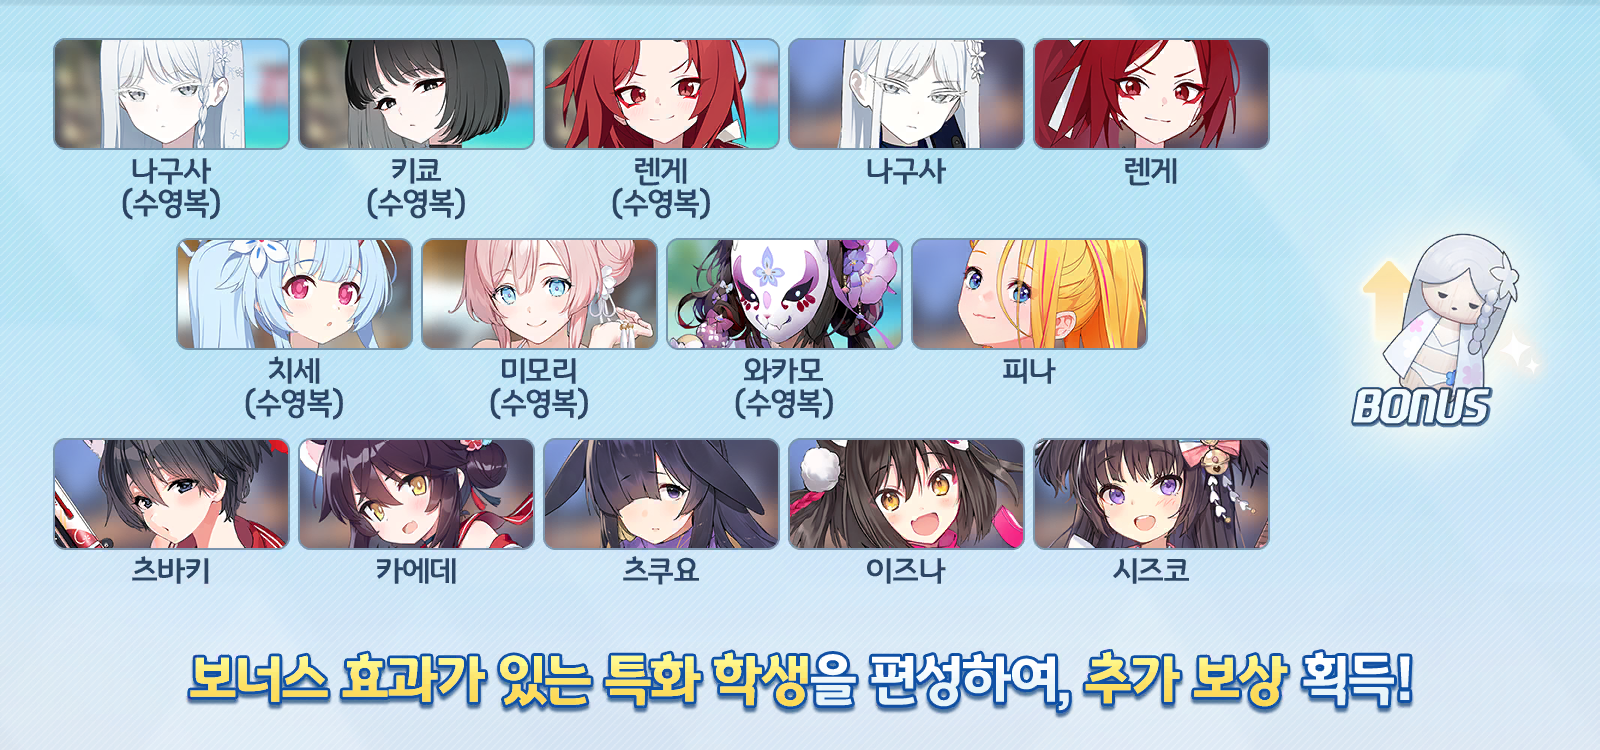 나구사 키쿄 렌게 나구사 렌게
(수영복) (수영복) (수영복)
치세 미모리 와카모 피나
(수영복) (수영복) (수영복)
BONUS
츠바키 카에데 츠쿠요 이즈나 시즈코
보너스 효과가 있는 특화 학생을 편성하여, 추가 보상 획득!